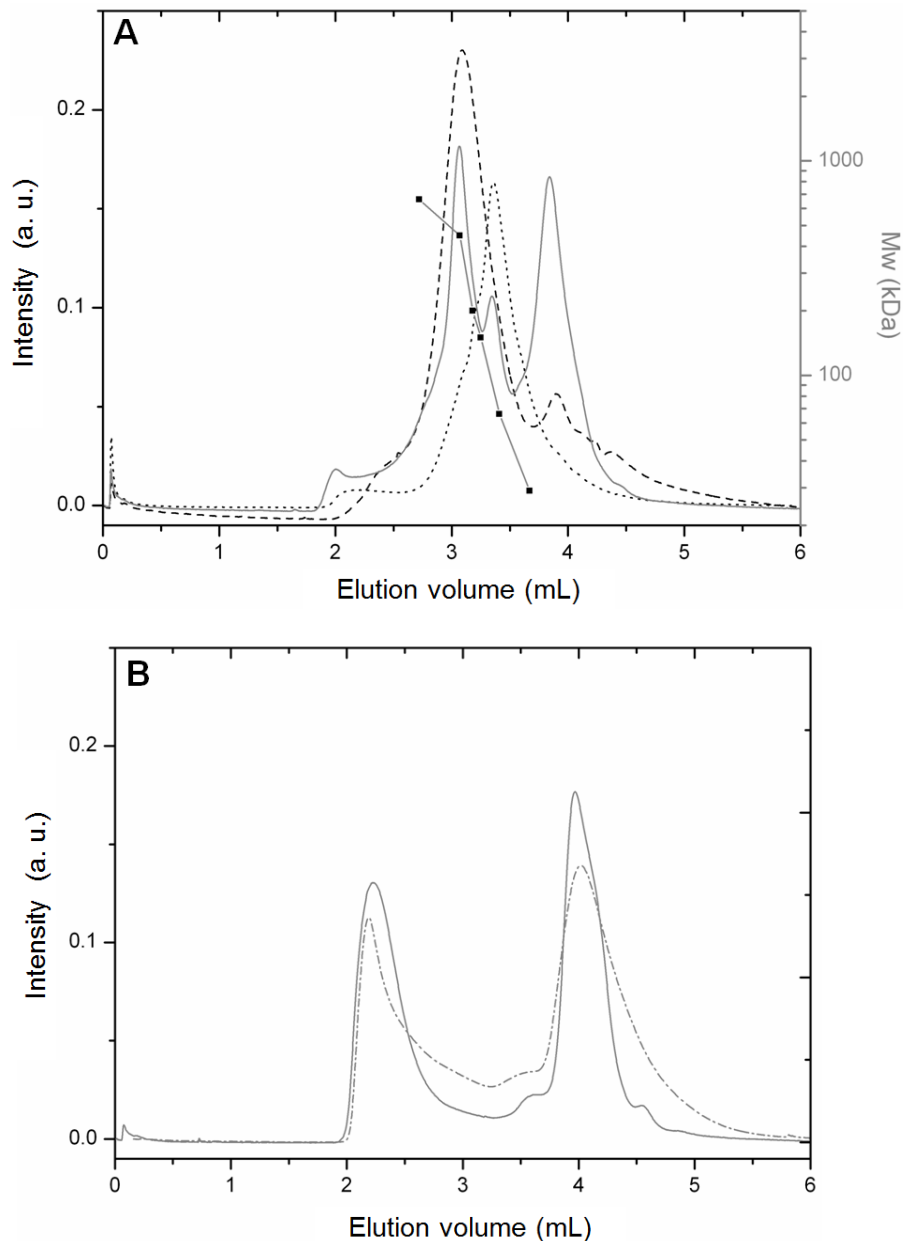 A
0.2
0.1
0.0
Intensity (a. u.)
1000
100
Mw (kDa)
0 1 2 3 4 5 6
Elution volume (mL)
B
0.2
0.1
0.0
Intensity (a. u.)
0 1 2 3 4 5 6
Elution volume (mL)